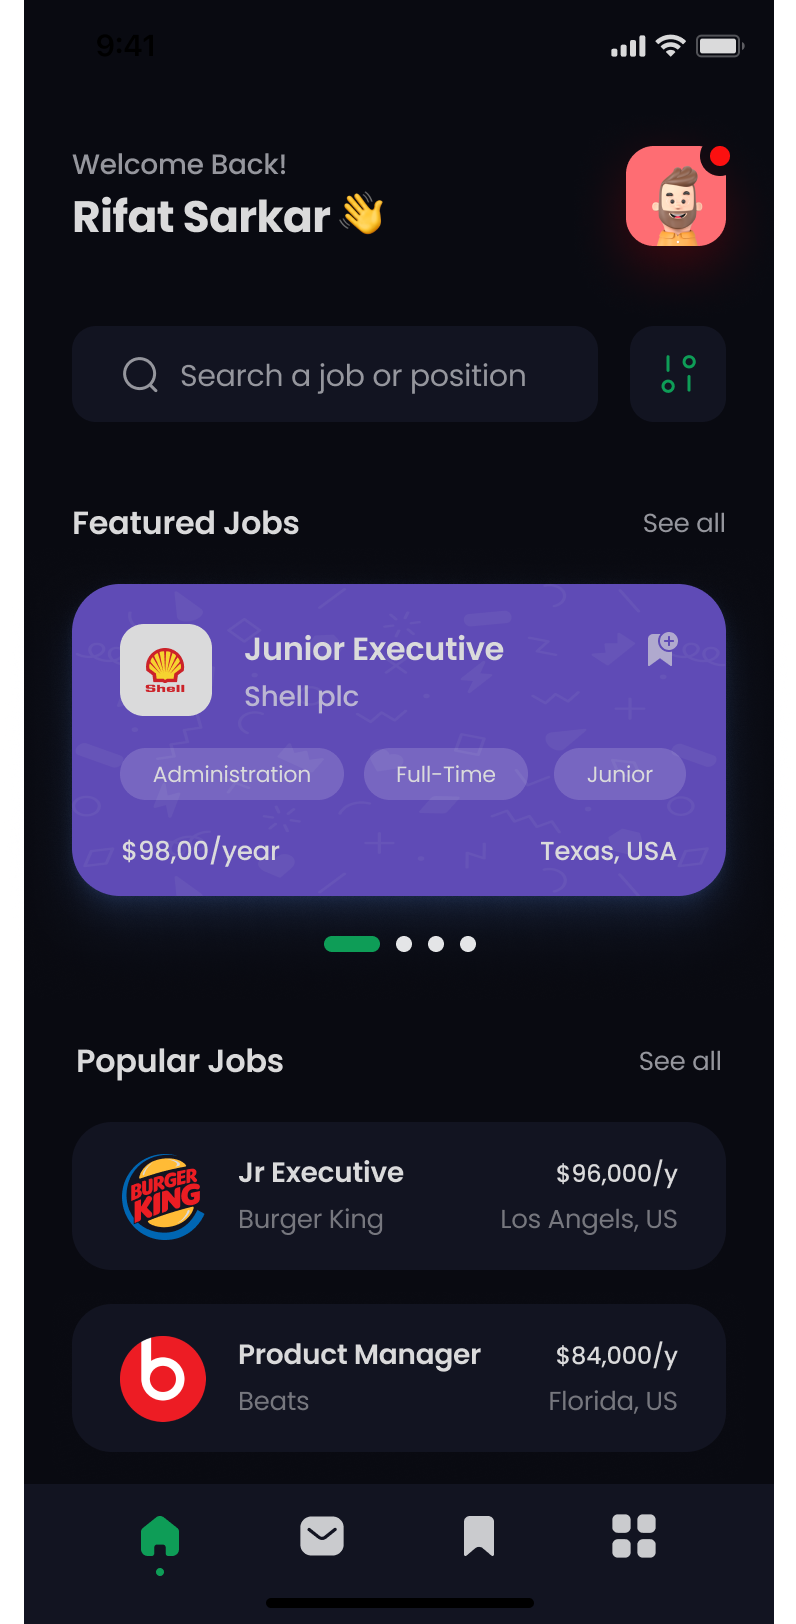 9:41
Welcome Back!
Rifat Sarkar 👋
Search a job or position
Featured Jobs See all
Junior Executive
Shell
Shell plc
Administration Full-Time Junior
$98,00/year Texas, USA
Popular Jobs See all
BURGER
KING
Jr Executive $96,000/y
Burger King Los Angels, US
b
Product Manager $84,000/y
Beats Florida, US